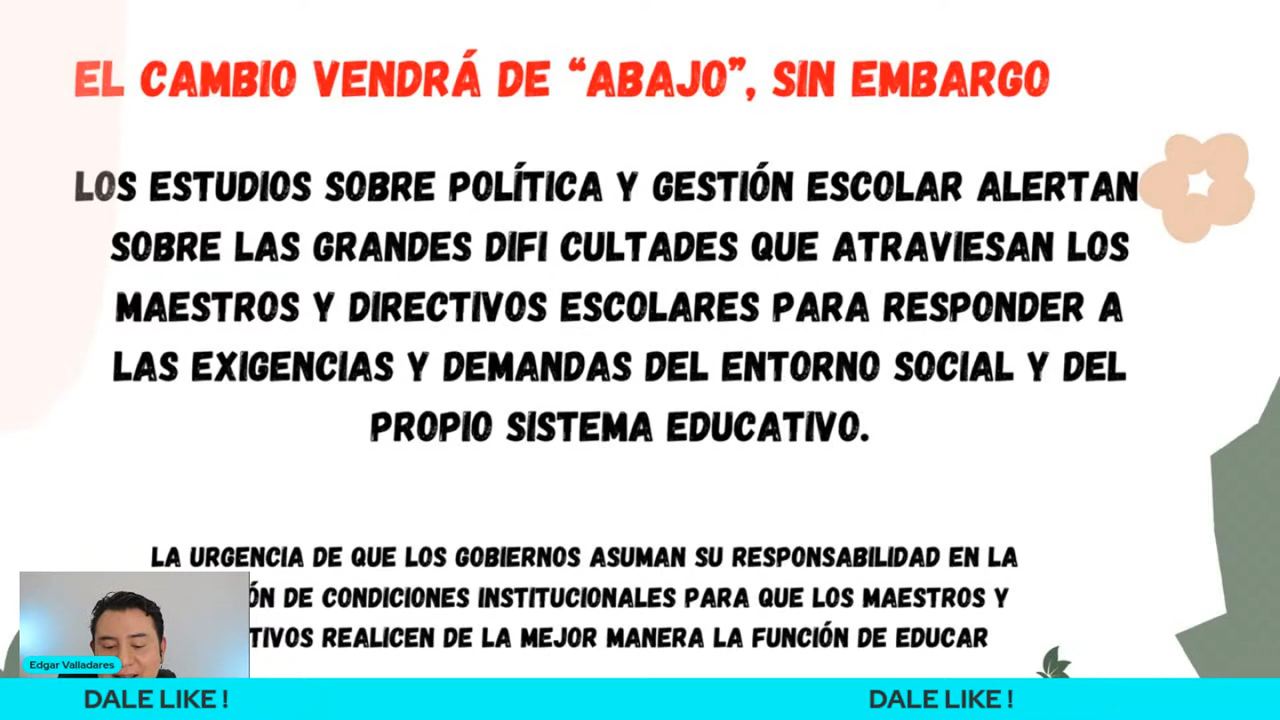 EL CAMBIO VENDRÁ DE “ABAJO”, SIN EMBARGO
LOS ESTUDIOS SOBRE POLÍTICA Y GESTIÓN ESCOLAR ALERTAN
SOBRE LAS GRANDES DIFI CULTADES QUE ATRAVIESAN LOS
MAESTROS Y DIRECTIVOS ESCOLARES PARA RESPONDER A
LAS EXIGENCIAS Y DEMANDAS DEL ENTORNO SOCIAL Y DEL
PROPIO SISTEMA EDUCATIVO.
LA URGENCIA DE QUE LOS GOBIERNOS ASUMAN SU RESPONSABILIDAD EN LA
DE CONDICIONES INSTITUCIONALES PARA QUE LOS MAESTROS Y
REALICEN DE LA MEJOR MANERA LA FUNCIÓN DE EDUCAR
Edgar Valladares
DALE LIKE ! DALE LIKE !